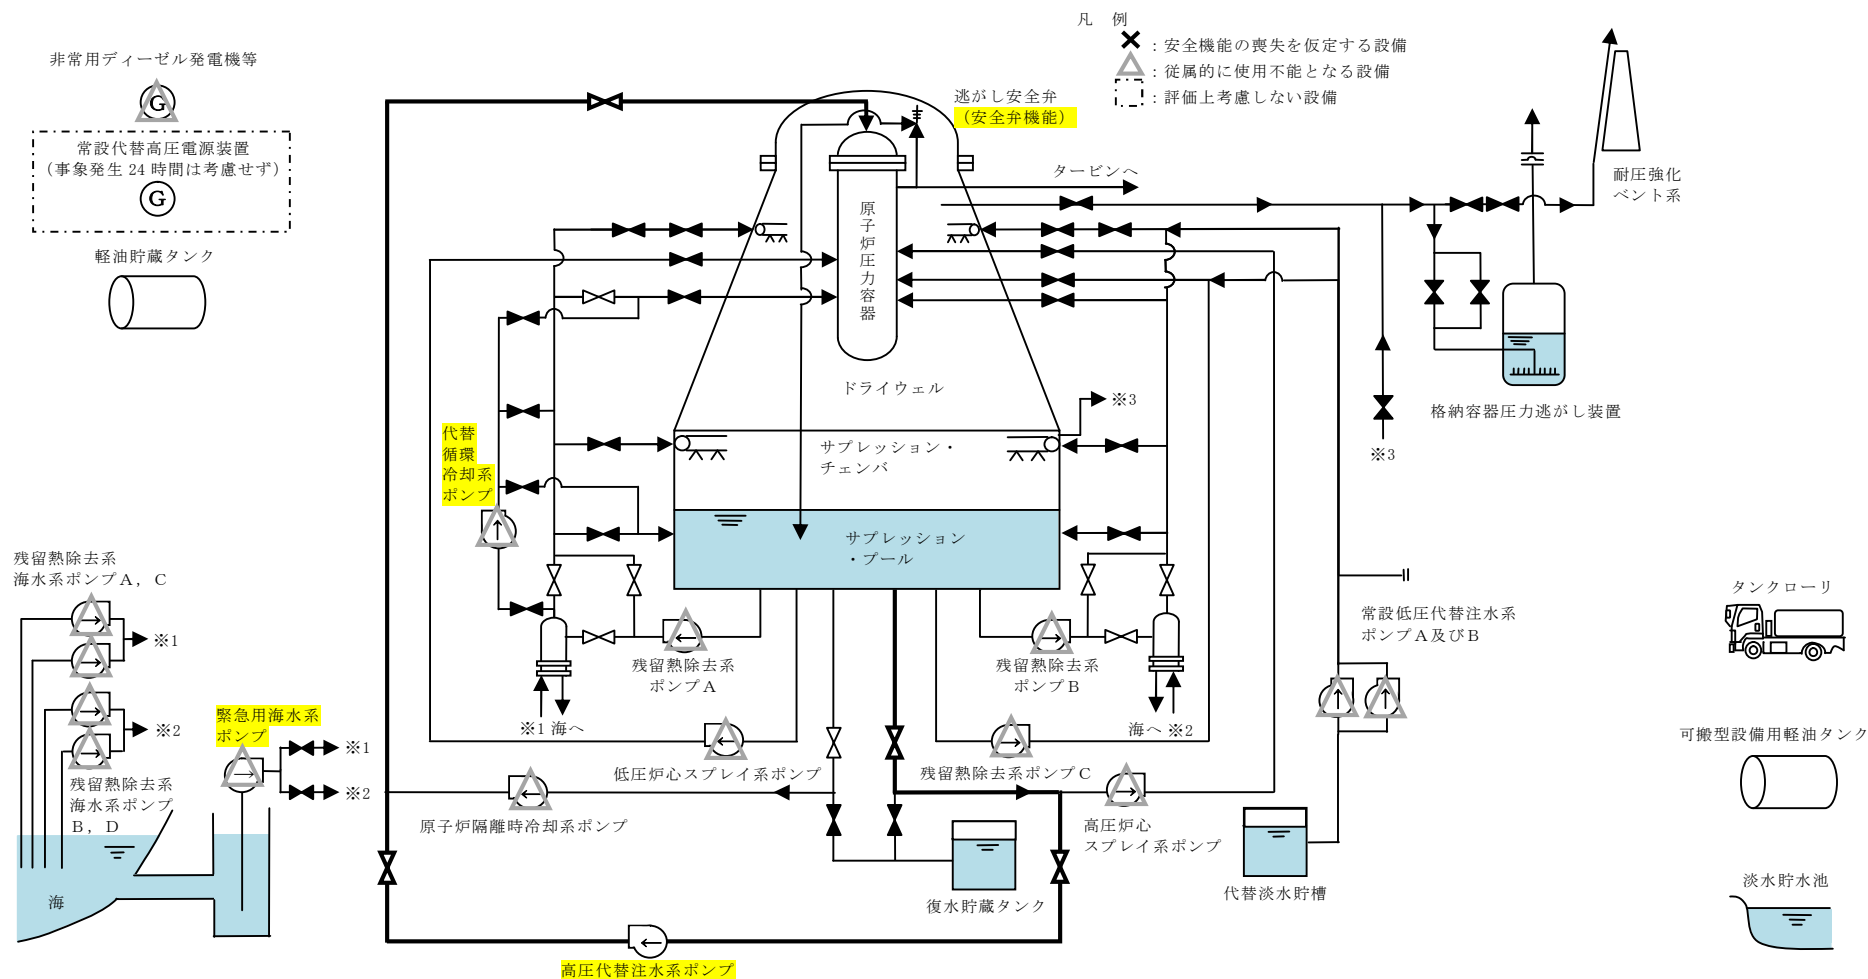 凡 例
：安全機能の喪失を仮定する設備
：従属的に使用不能となる設備
：評価上考慮しない設備
非常用ディーゼル発電機等
G
常設代替高圧電源装置
（事象発生 24 時間は考慮せず）
G
軽油貯蔵タンク
逃がし安全弁
（安全弁機能）
タービンへ
原子炉圧力容器
ドライウェル
耐圧強化
ベント系
格納容器圧力逃がし装置
※3
※3
代替
循環
冷却系
ポンプ
サプレッション・
チェンバ
サプレッション
・プール
残留熱除去系
海水系ポンプＡ，Ｃ
※1
※2
残留熱除去系
海水系ポンプ
Ｂ，Ｄ
緊急用海水系
ポンプ
※1
※2
海
残留熱除去系
ポンプＡ
※1 海へ
残留熱除去系
ポンプＢ
海へ ※2
低圧炉心スプレイ系ポンプ
残留熱除去系ポンプＣ
原子炉隔離時冷却系ポンプ
高圧炉心
スプレイ系ポンプ
常設低圧代替注水系
ポンプＡ及びＢ
復水貯蔵タンク
代替淡水貯槽
高圧代替注水系ポンプ
タンクローリ
可搬型設備用軽油タンク
淡水貯水池